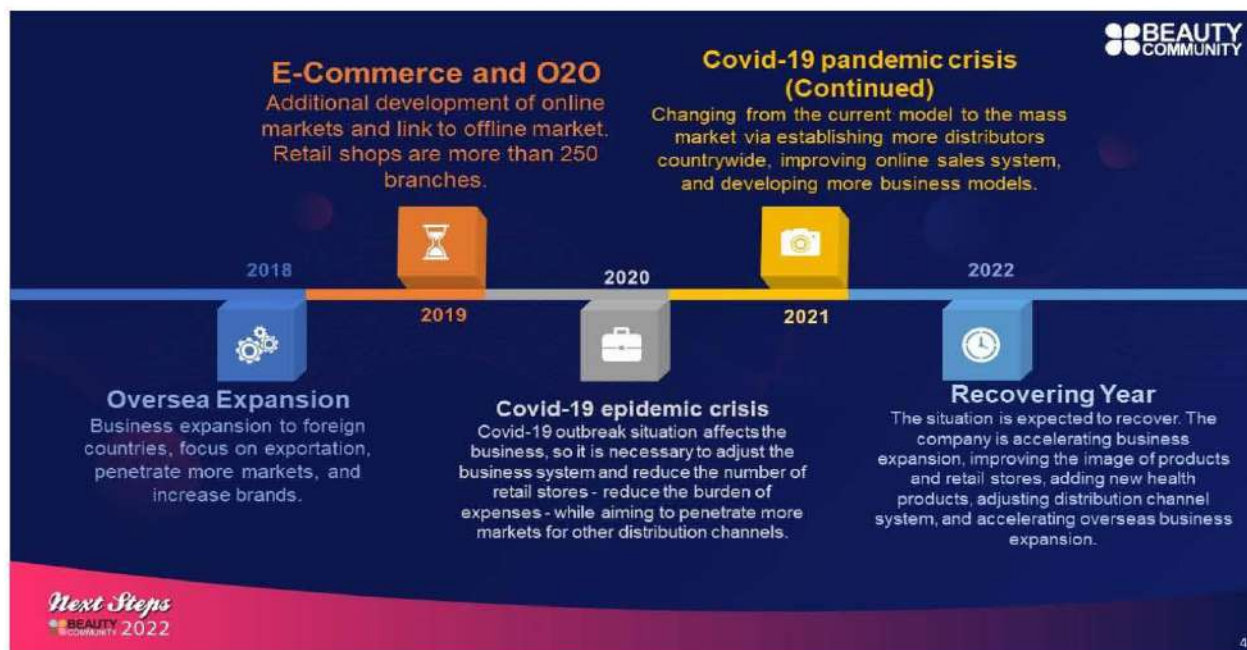 BEAUTY
COMMUNITY
E-Commerce and O2O
Additional development of online
markets and link to offline market.
Retail shops are more than 250
branches.
Covid-19 pandemic crisis
(Continued)
Changing from the current model to the mass
market via establishing more distributors
countrywide, improving online sales system,
and developing more business models.
2018
2019
2020
2021
2022
Oversea Expansion
Business expansion to foreign
countries, focus on exportation,
penetrate more markets, and
increase brands.
Covid-19 epidemic crisis
Covid-19 outbreak situation affects the
business, so it is necessary to adjust the
business system and reduce the number of
retail stores - reduce the burden of
expenses - while aiming to penetrate more
markets for other distribution channels.
Recovering Year
The situation is expected to recover. The
company is accelerating business
expansion, improving the image of products
and retail stores, adding new health
products, adjusting distribution channel
system, and accelerating overseas business
expansion.
Next Steps
BEAUTY
COMMUNITY 2022
4